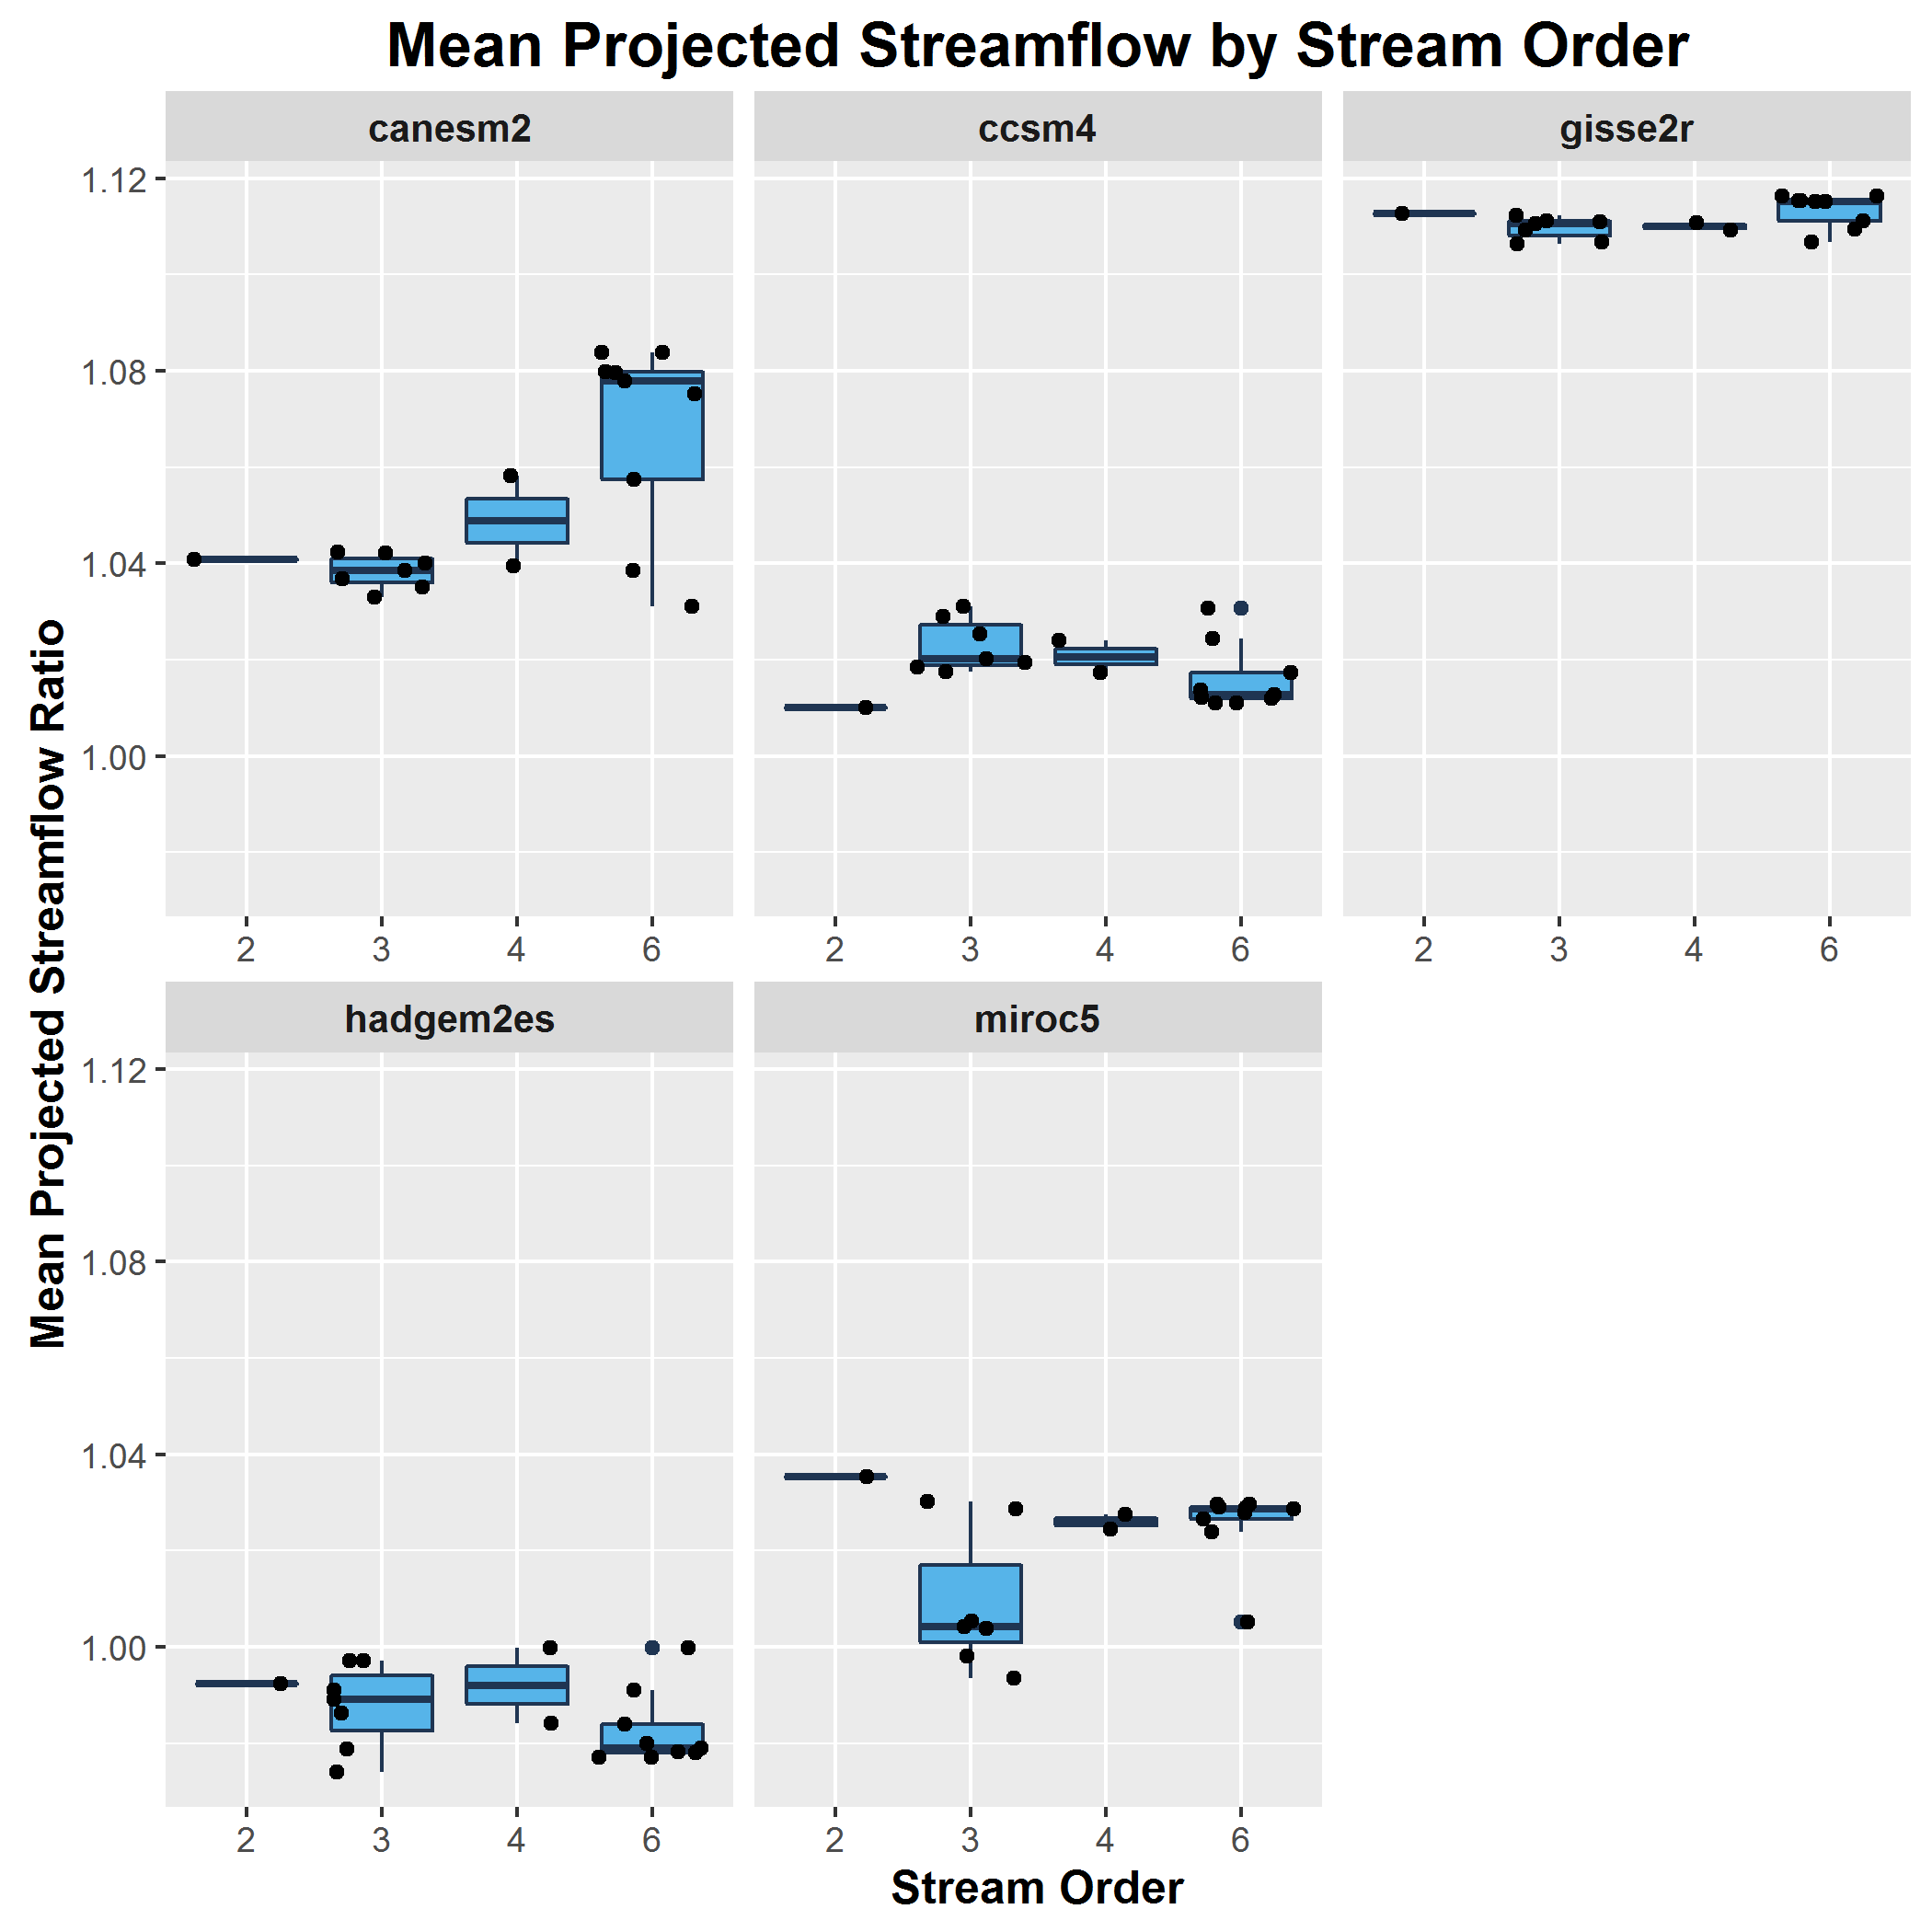 Mean Projected Streamflow by Stream Order
canesm2 ccsm4 gisse2r
1.12
1.08
1.04
1.00
2 3 4 6 2 3 4 6 2 3 4 6
Mean Projected Streamflow Ratio
hadgem2es miroc5
1.12
1.08
1.04
1.00
2 3 4 6 2 3 4 6
Stream Order